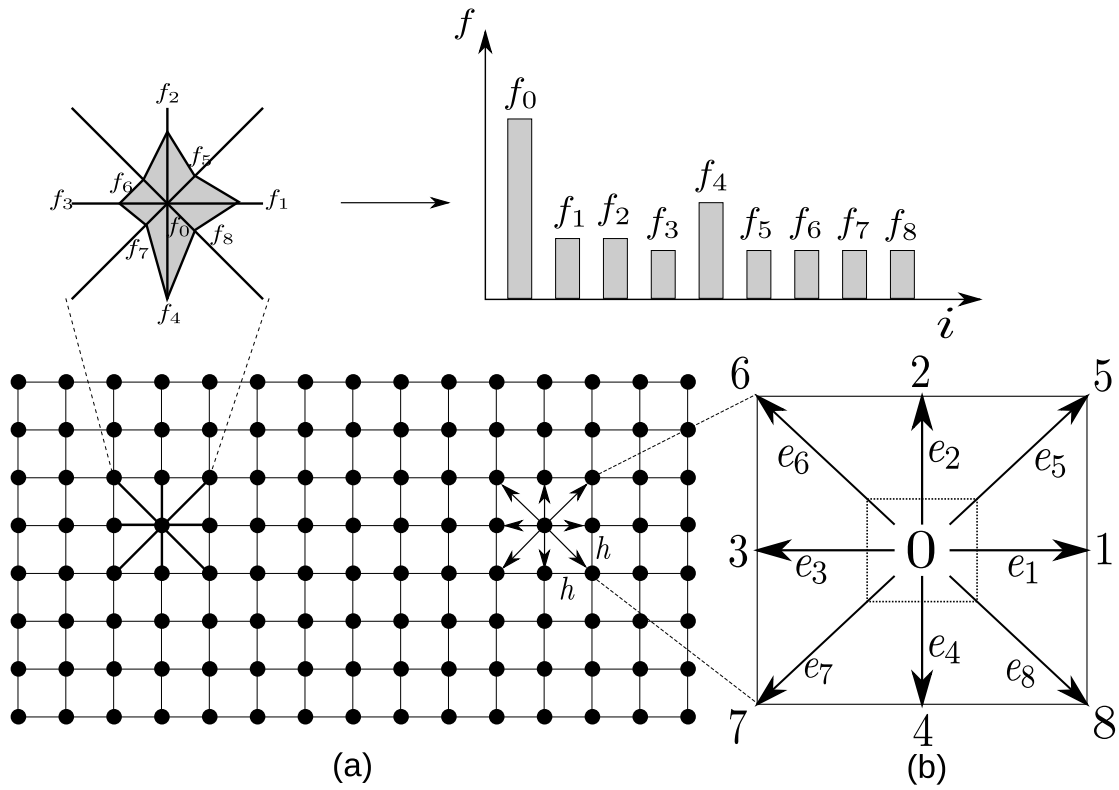 f
f₀
f₁ f₂ f₃ f₄ f₅ f₆ f₇ f₈
i
f₂
f₅
f₆
f₃ f₁
f₀ f₈
f₇
f₄
h
h
6 2 5
e₆ e₂ e₅
3 0 1
e₃ e₁
e₇ e₄ e₈
7 4 8
(a) (b)